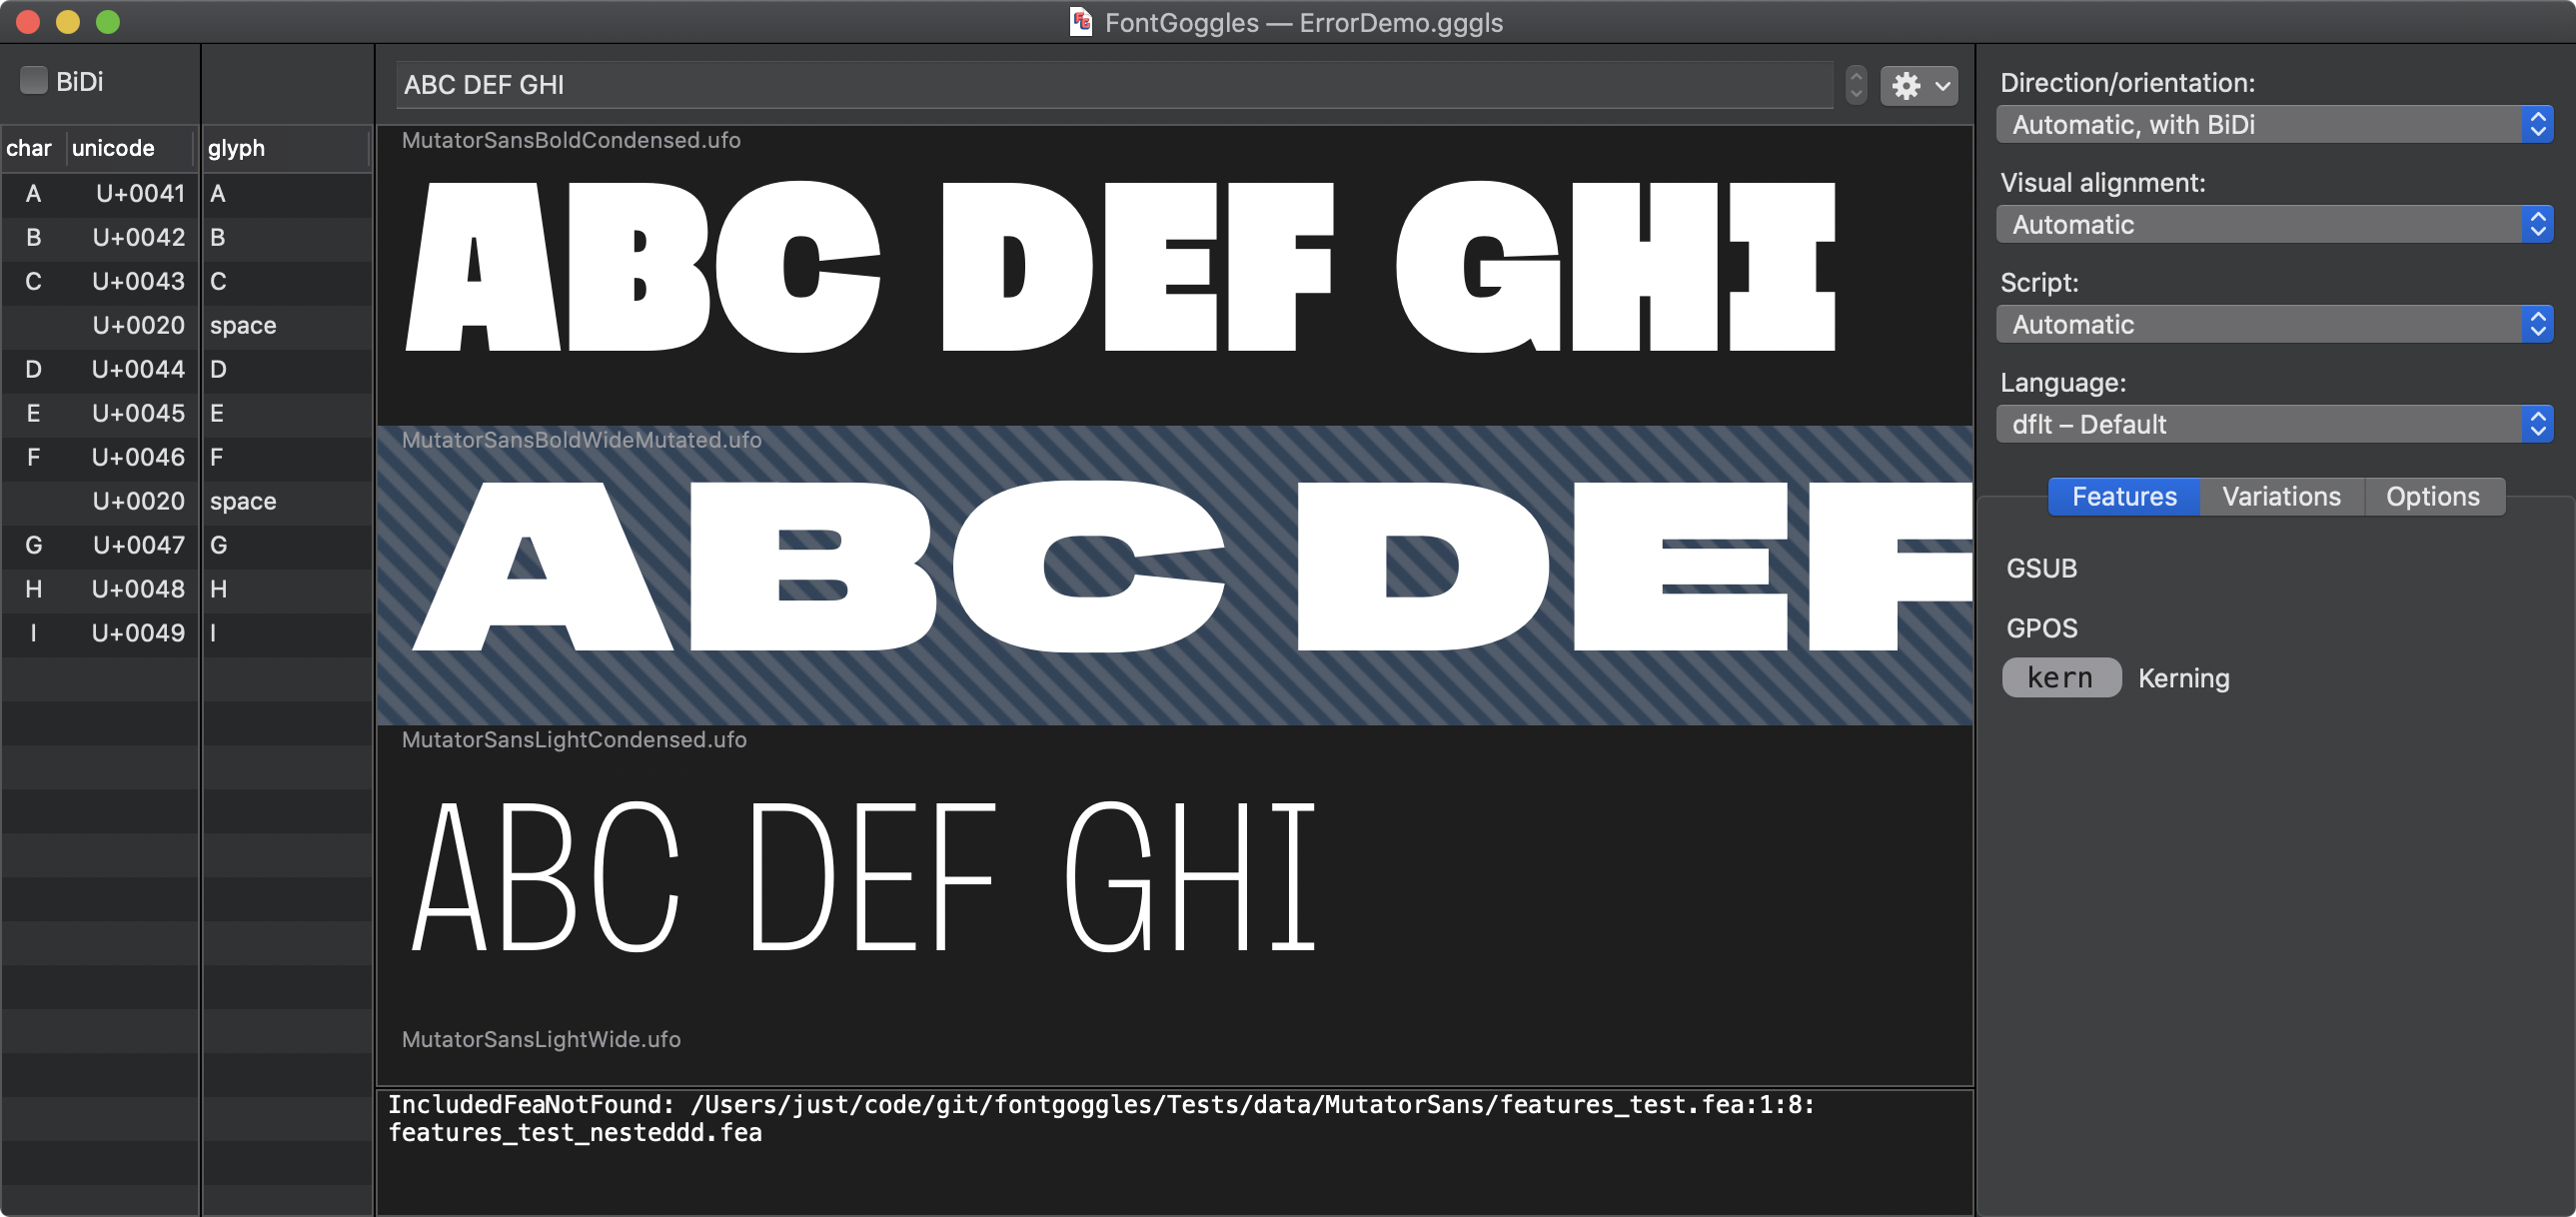 FontGoggles — ErrorDemo.gggls
BiDi
ABC DEF GHI
char unicode glyph
A U+0041 A
B U+0042 B
C U+0043 C
U+0020 space
D U+0044 D
E U+0045 E
F U+0046 F
U+0020 space
G U+0047 G
H U+0048 H
I U+0049 I
MutatorSansBoldCondensed.ufo
ABC DEF GHI
MutatorSansBoldWideMutated.ufo
ABC DEF
MutatorSansLightCondensed.ufo
ABC DEF GHI
MutatorSansLightWide.ufo
IncludedFeaNotFound: /Users/just/code/git/fontgoggles/Tests/data/MutatorSans/features_test.fea:1:8:
features_test_nesteddd.fea
Direction/orientation:
Automatic, with BiDi
Visual alignment:
Automatic
Script:
Automatic
Language:
dflt – Default
Features Variations Options
GSUB
GPOS
kern Kerning